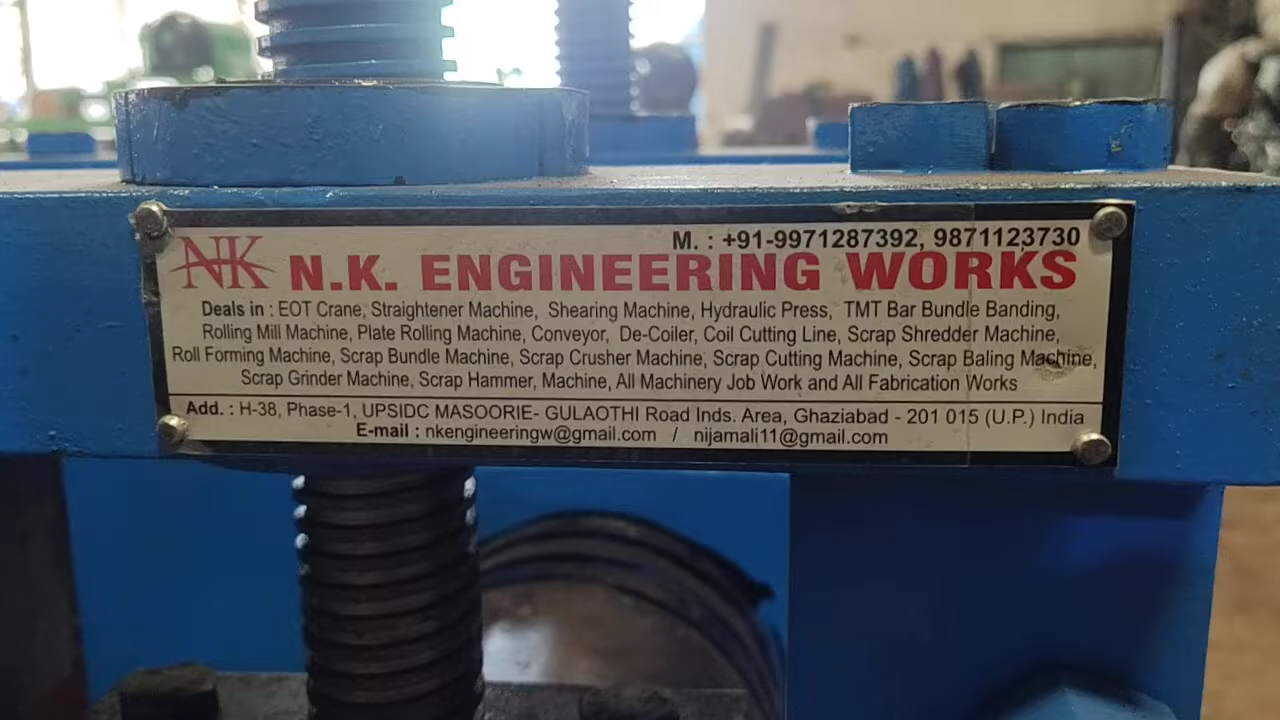 M. : +91-9971287392, 9871123730
NK N.K. ENGINEERING WORKS
Deals in : EOT Crane, Straightener Machine, Shearing Machine, Hydraulic Press, TMT Bar Bundle Banding,
Rolling Mill Machine, Plate Rolling Machine, Conveyor, De-Coiler, Coil Cutting Line, Scrap Shredder Machine,
Roll Forming Machine, Scrap Bundle Machine, Scrap Crusher Machine, Scrap Cutting Machine, Scrap Baling Machine,
Scrap Grinder Machine, Scrap Hammer, Machine, All Machinery Job Work and All Fabrication Works
Add. : H-38, Phase-1, UPSIDC MASOORIE- GULAOTHI Road Inds. Area, Ghaziabad - 201 015 (U.P.) India
E-mail : nkengineeringw@gmail.com / nijamali11@gmail.com